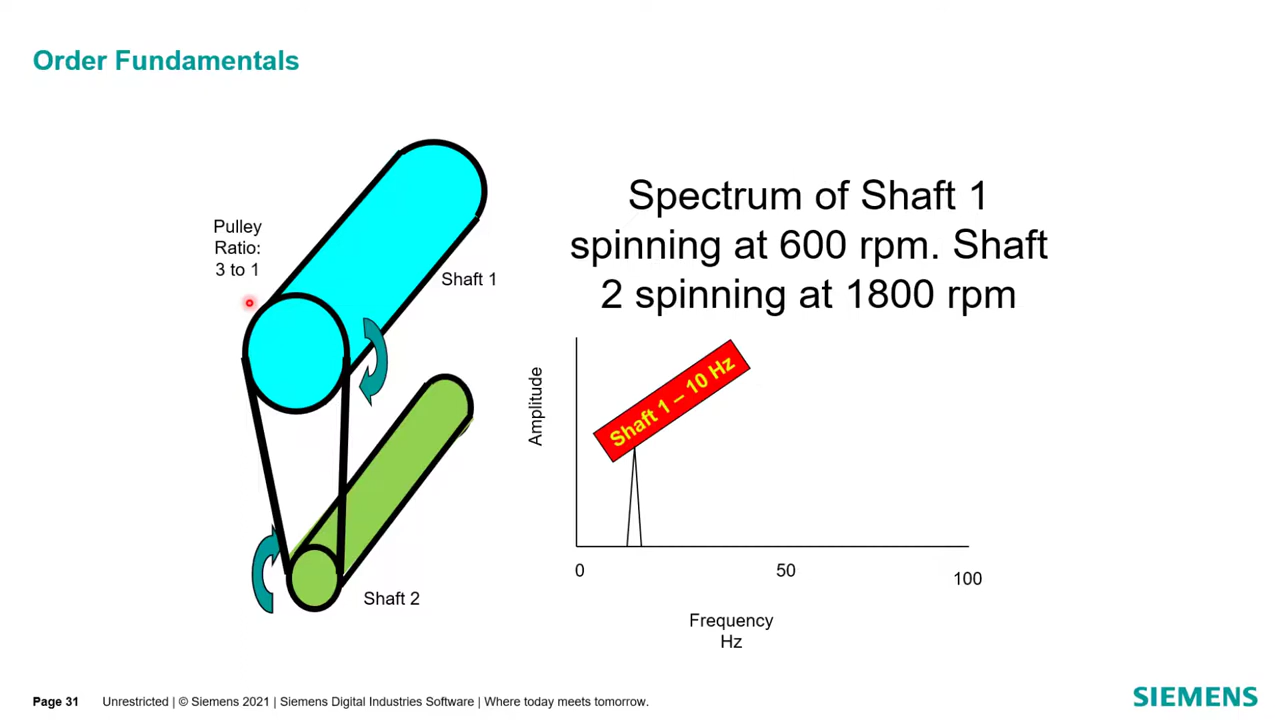 Order Fundamentals
Pulley
Ratio:
3 to 1
Shaft 1
Shaft 2
Spectrum of Shaft 1
spinning at 600 rpm. Shaft
2 spinning at 1800 rpm
Amplitude
Shaft 1 – 10 Hz
0
50
100
Frequency
Hz
Page 31 Unrestricted | © Siemens 2021 | Siemens Digital Industries Software | Where today meets tomorrow.
SIEMENS